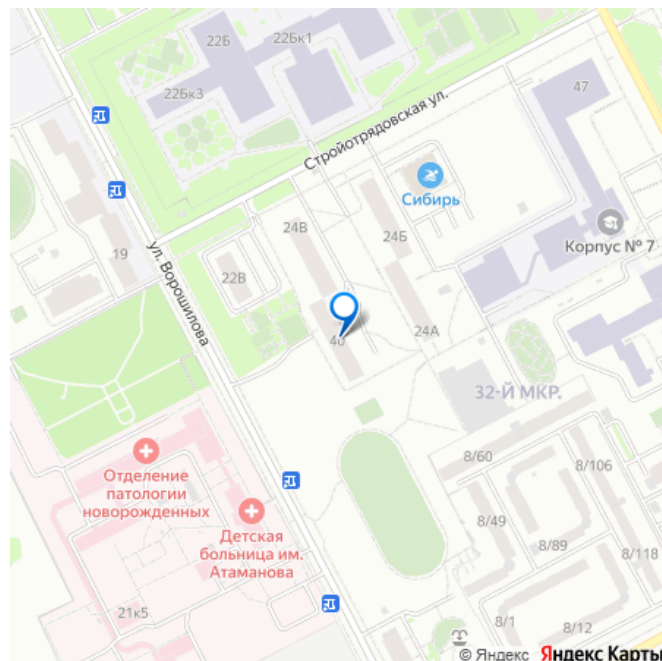 22Б
22Бк1
22Бк3
47
Стройотрядовская ул.
Сибирь
24В
24Б
Корпус № 7
19
ул. Ворошилова
22В
40
24А
32-Й МКР.
8/60
8/106
Отделение
патологии
новорожденных
8/49
8/89
Детская
больница им.
Атаманова
8/118
21к5
8/1
8/12
© Яндекс Яндекс Карты